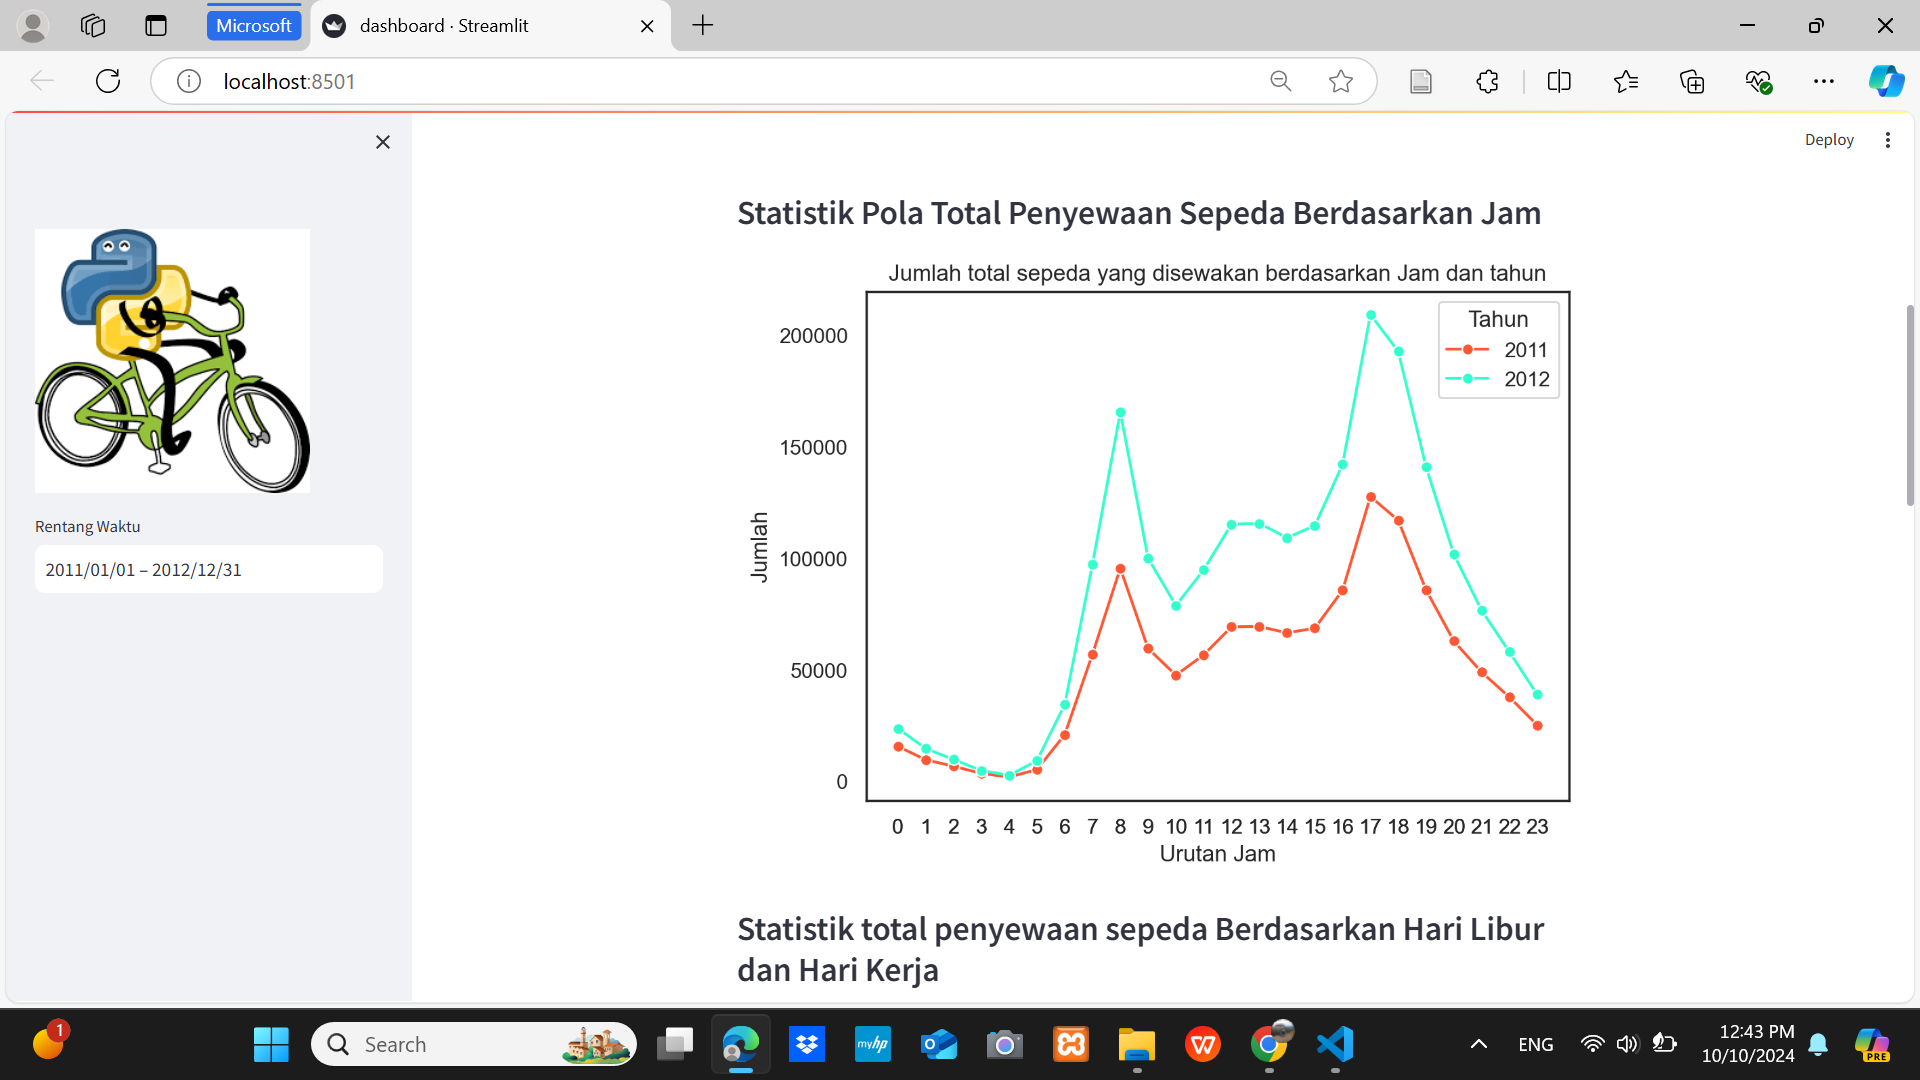 Microsoft
dashboard · Streamlit
localhost:8501
Deploy
Rentang Waktu
2011/01/01 – 2012/12/31
Statistik Pola Total Penyewaan Sepeda Berdasarkan Jam
Jumlah total sepeda yang disewakan berdasarkan Jam dan tahun
Tahun
2011
2012
200000
150000
100000
50000
0
Jumlah
0 1 2 3 4 5 6 7 8 9 10 11 12 13 14 15 16 17 18 19 20 21 22 23
Urutan Jam
Statistik total penyewaan sepeda Berdasarkan Hari Libur
dan Hari Kerja
1
Search
myhp
ENG
12:43 PM
10/10/2024
PRE